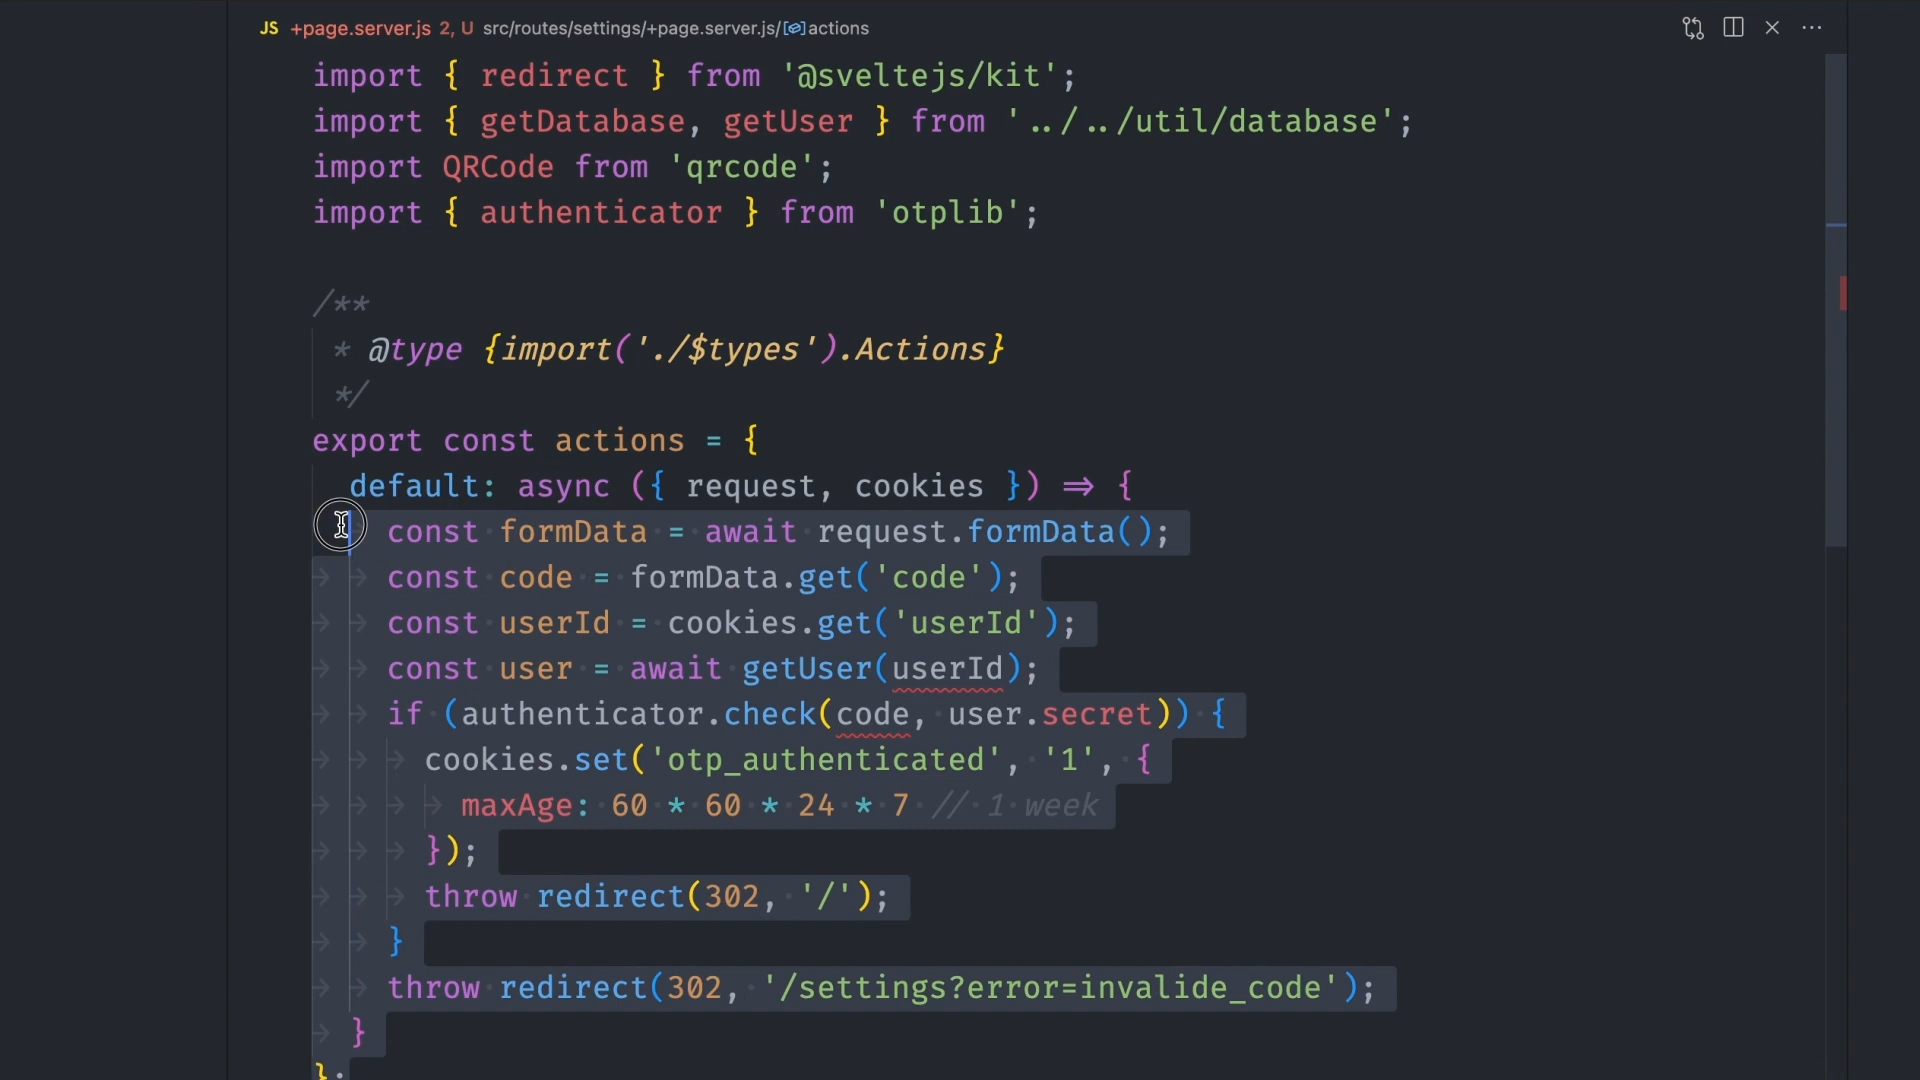 JS +page.server.js 2, U src/routes/settings/+page.server.js/actions
import { redirect } from '@sveltejs/kit';
import { getDatabase, getUser } from '../../util/database';
import QRCode from 'qrcode';
import { authenticator } from 'otplib';
/**
* @type {import('./$types').Actions}
*/
export const actions = {
default: async ({ request, cookies }) => {
const formData = await request.formData();
const code = formData.get('code');
const userId = cookies.get('userId');
const user = await getUser(userId);
if (authenticator.check(code, user.secret)) {
cookies.set('otp_authenticated', '1', {
maxAge: 60 * 60 * 24 * 7 // 1 week
});
throw redirect(302, '/');
}
throw redirect(302, '/settings?error=invalide_code');
}
};